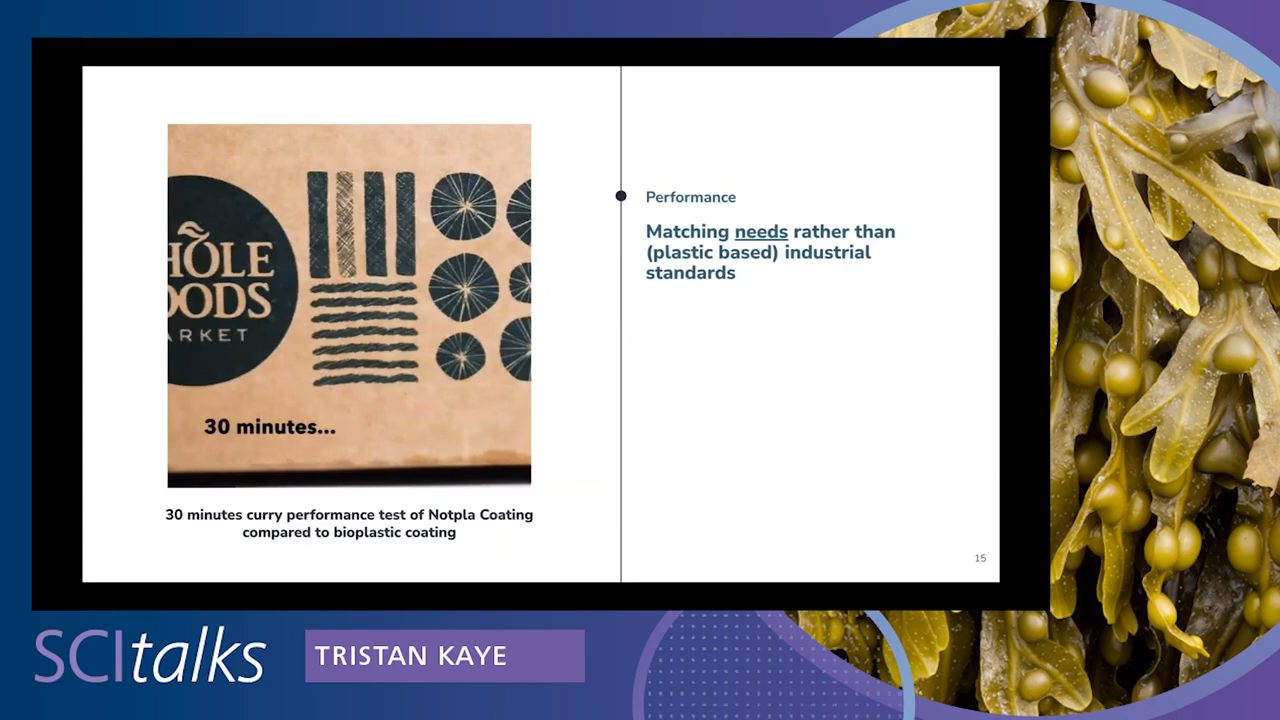 HOLE
OODS
ARKET
30 minutes...
30 minutes curry performance test of Notpla Coating
compared to bioplastic coating
Performance
Matching needs rather than
(plastic based) industrial
standards
15
SCItalks
TRISTAN KAYE